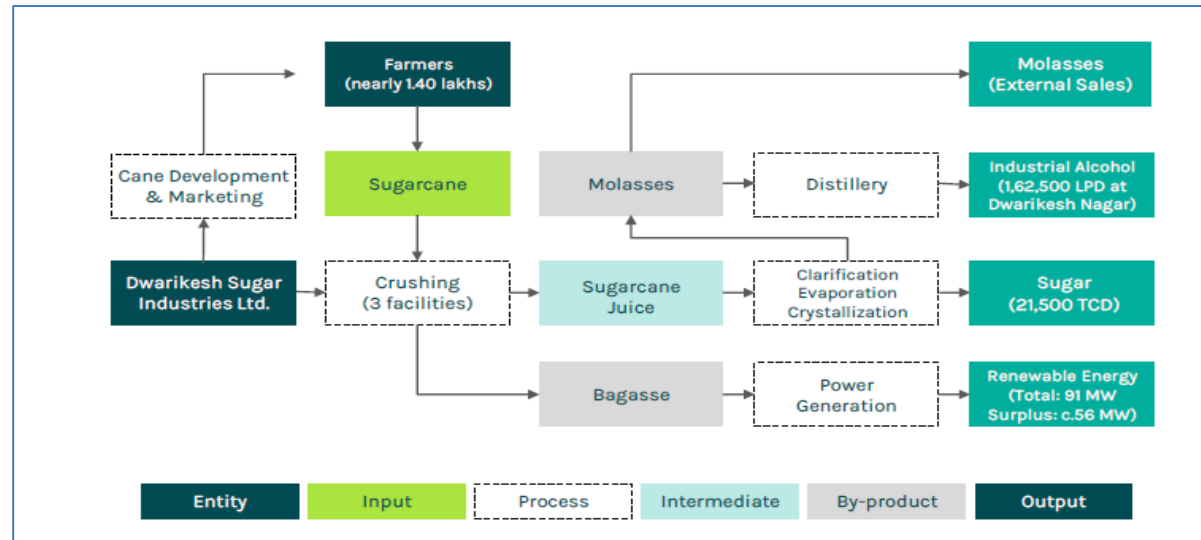 Farmers
(nearly 1.40 lakhs)
Molasses
(External Sales)
Cane Development
& Marketing
Sugarcane
Molasses
Distillery
Industrial Alcohol
(1,62,500 LPD at
Dwarikesh Nagar)
Dwarikesh Sugar
Industries Ltd.
Crushing
(3 facilities)
Sugarcane
Juice
Clarification
Evaporation
Crystallization
Sugar
(21,500 TCD)
Bagasse
Power
Generation
Renewable Energy
(Total: 91 MW
Surplus: c.56 MW)
Entity
Input
Process
Intermediate
By-product
Output